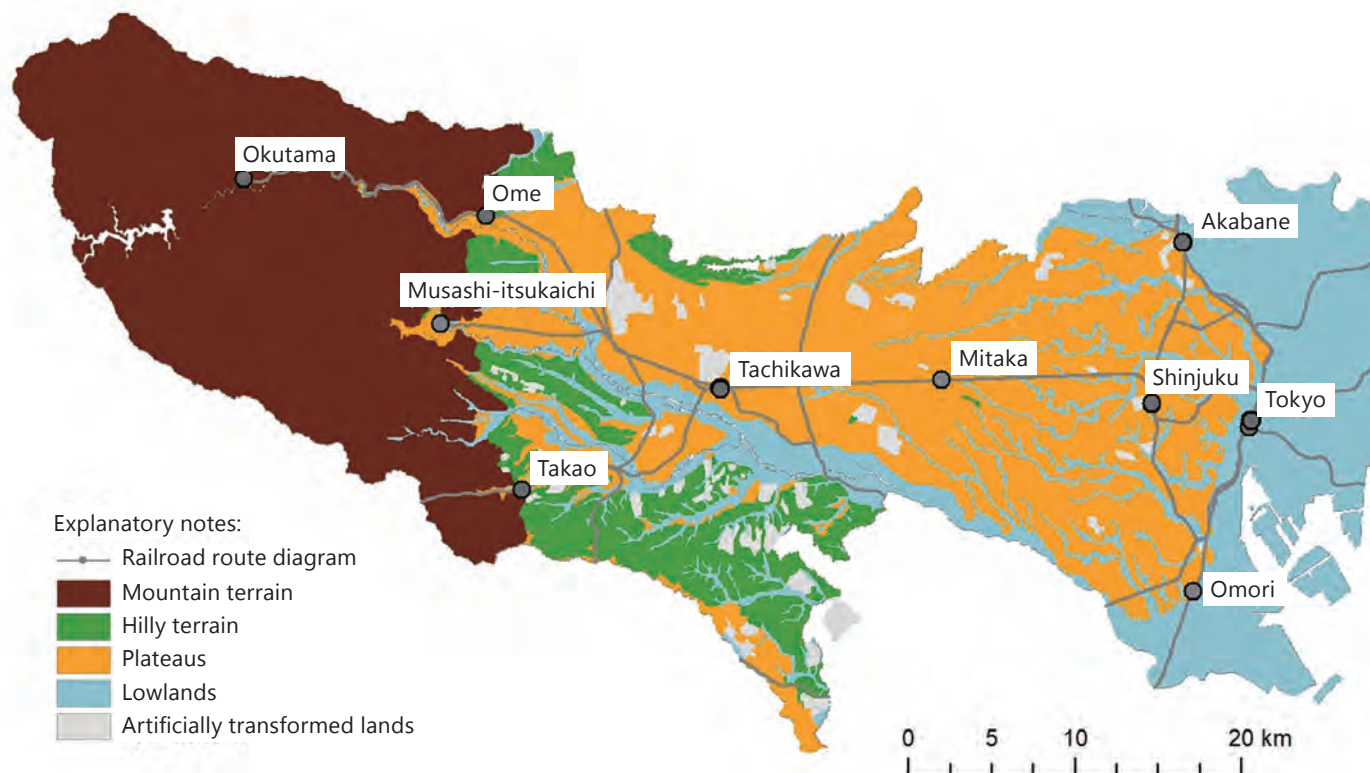 Okutama
Ome
Akabane
Musashi-itsukaichi
Tachikawa
Mitaka
Shinjuku
Tokyo
Takao
Omori
Explanatory notes:
Railroad route diagram
Mountain terrain
Hilly terrain
Plateaus
Lowlands
Artificially transformed lands
0 5 10 20 km